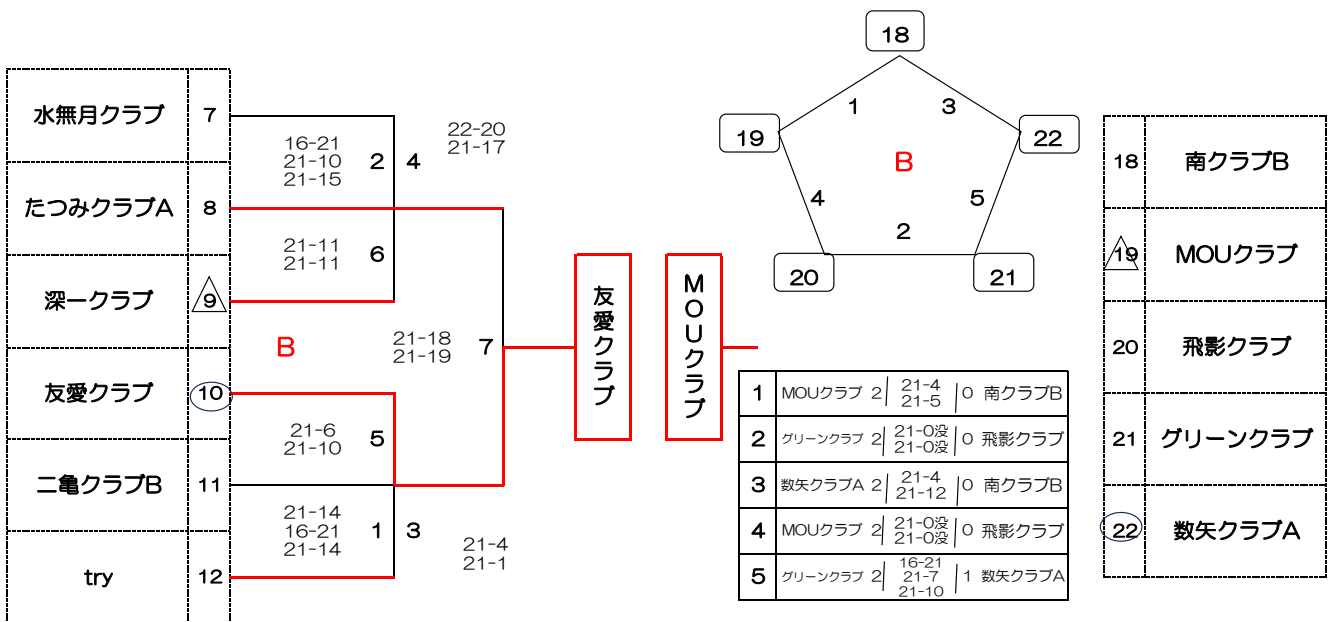 水無月クラブ 7
たつみクラブA 8
深一クラブ 9
友愛クラブ 10
二亀クラブB 11
try 12
16-21
21-10
21-15
2
4
22-20
21-17
21-11
21-11
6
B
21-18
21-19
7
21-6
21-10
5
21-14
16-21
21-14
1
3
21-4
21-1
友愛クラブ
MOUクラブ
18
1
3
19
22
B
4
5
2
20
21
1 MOUクラブ 2 21-4 0 南クラブB
21-5
2 グリーンクラブ 2 21-0没 0 飛影クラブ
21-0没
3 数矢クラブA 2 21-4 0 南クラブB
21-12
4 MOUクラブ 2 21-0没 0 飛影クラブ
21-0没
5 グリーンクラブ 2 16-21 1 数矢クラブA
21-7
21-10
18 南クラブB
19 MOUクラブ
20 飛影クラブ
21 グリーンクラブ
22 数矢クラブA